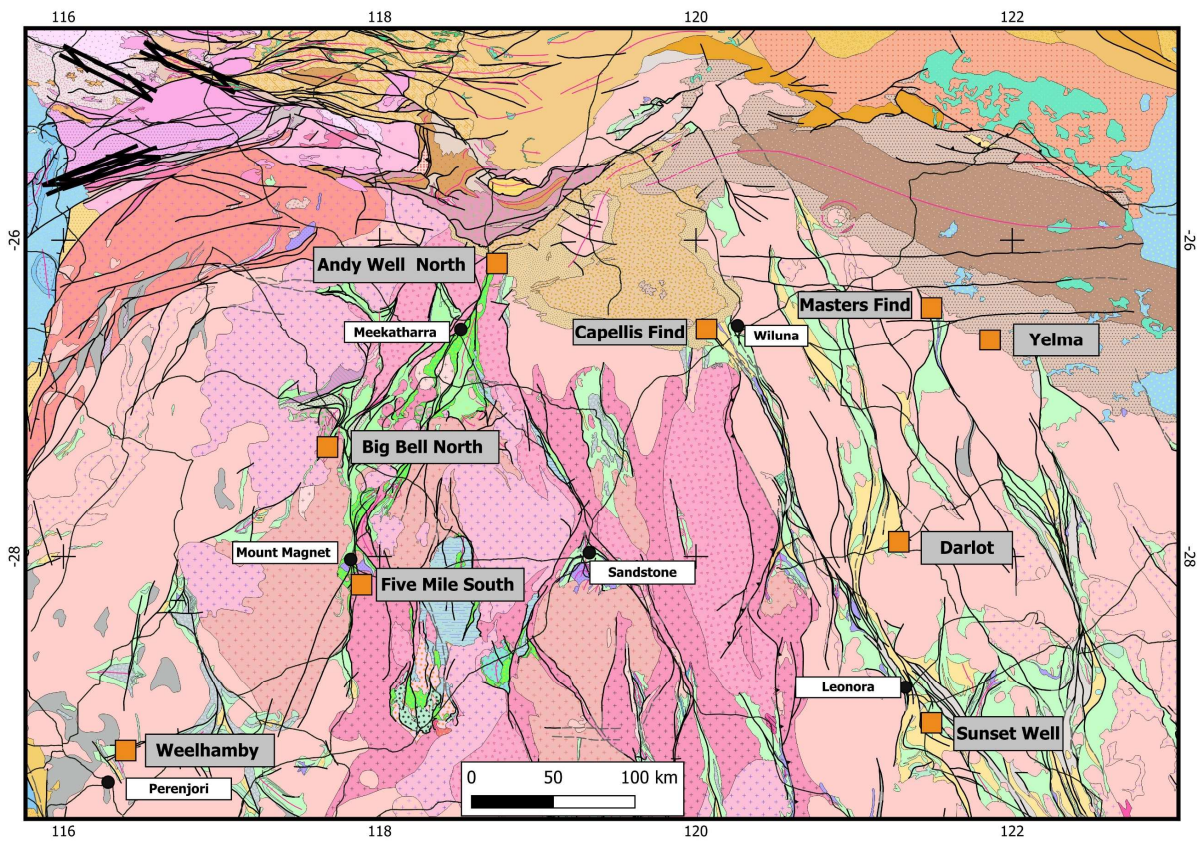 116 118 120 122
-26 -26
Andy Well North
Masters Find
Meekatharra
Capellis Find
Wiluna
Yelma
Big Bell North
-28 -28
Mount Magnet
Darlot
Sandstone
Five Mile South
Leonora
Sunset Well
Weelhamby
0 50 100 km
Perenjori
116 118 120 122